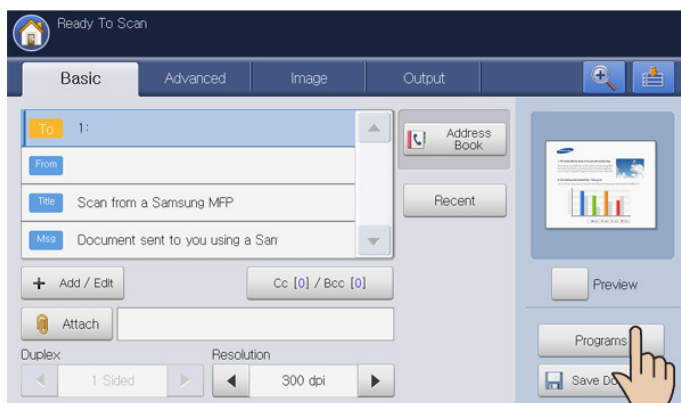 Ready To Scan
Basic
Advanced
Image
Output
To 1:
From
Title Scan from a Samsung MFP
Msg Document sent to you using a Sam
Address
Book
Recent
+ Add / Edit
Cc [0] / Bcc [0]
Attach
Duplex
1 Sided
Resolution
300 dpi
Preview
Programs
Save